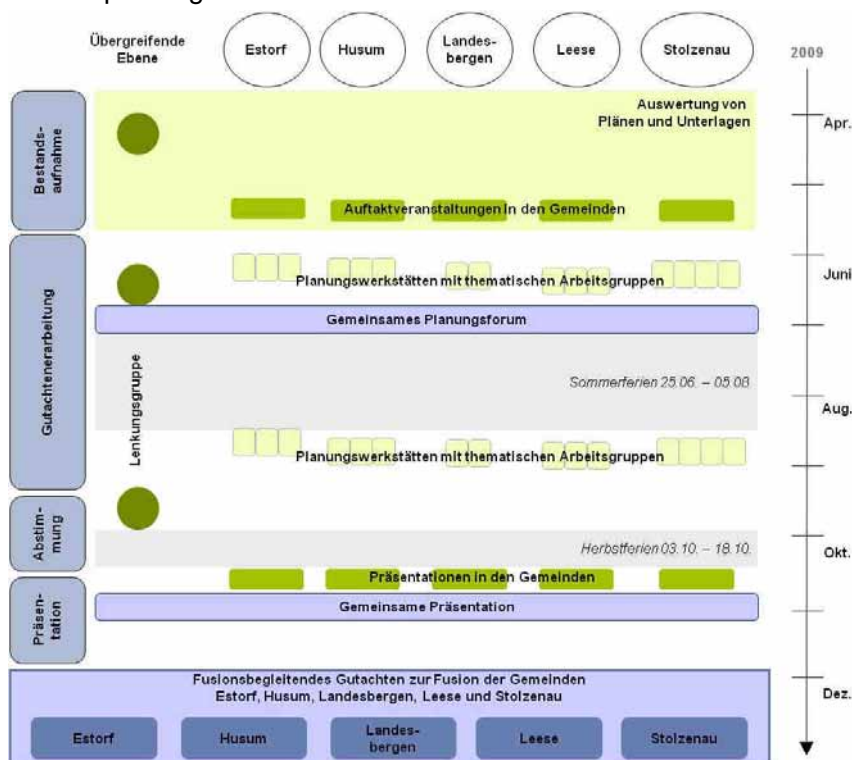 Übergreifende
Ebene
Estorf
Husum
Landes-
bergen
Leese
Stolzenau
2009
Bestands-
aufnahme
Auswertung von
Plänen und Unterlagen
Apr.
Auftaktveranstaltungen in den Gemeinden
Gutachtenerarbeitung
Planungswerkstätten mit thematischen Arbeitsgruppen
Juni
Gemeinsames Planungsforum
Lenkungsgruppe
Sommerferien 25.06. – 05.08.
Aug.
Planungswerkstätten mit thematischen Arbeitsgruppen
Abstim-
mung
Herbstferien 03.10. – 18.10.
Okt.
Präsen-
tation
Präsentationen in den Gemeinden
Gemeinsame Präsentation
Fusionsbegleitendes Gutachten zur Fusion der Gemeinden
Estorf, Husum, Landesbergen, Leese und Stolzenau
Dez.
Estorf
Husum
Landes-
bergen
Leese
Stolzenau